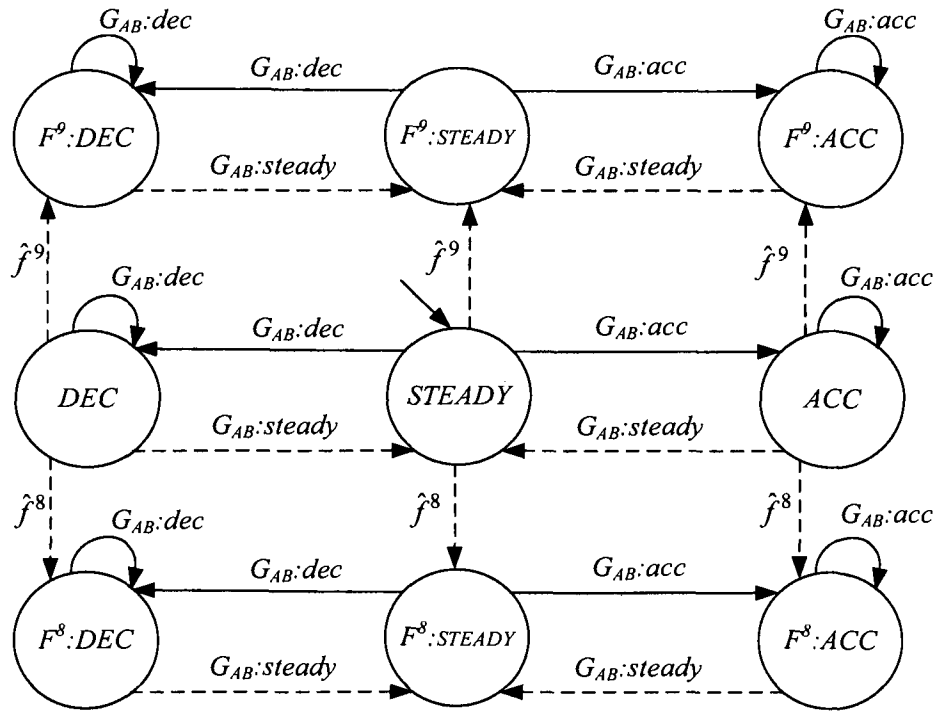 G_AB:dec
G_AB:acc
G_AB:dec
G_AB:acc
F^9:DEC
F^9:STEADY
F^9:ACC
G_AB:steady
G_AB:steady
f̂^9
f̂^9
f̂^9
G_AB:dec
G_AB:acc
G_AB:dec
G_AB:acc
DEC
STEADY
ACC
G_AB:steady
G_AB:steady
f̂^8
f̂^8
f̂^8
G_AB:dec
G_AB:acc
G_AB:dec
G_AB:acc
F^8:DEC
F^8:STEADY
F^8:ACC
G_AB:steady
G_AB:steady